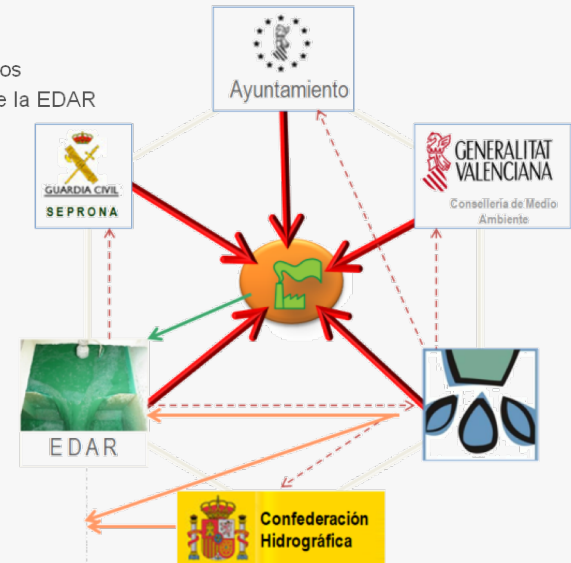 os
e la EDAR
Ayuntamiento
GUARDIA CIVIL
SEPRONA
GENERALITAT
VALENCIANA
Conselleria de Medio
Ambiente
EDAR
Confederación
Hidrográfica